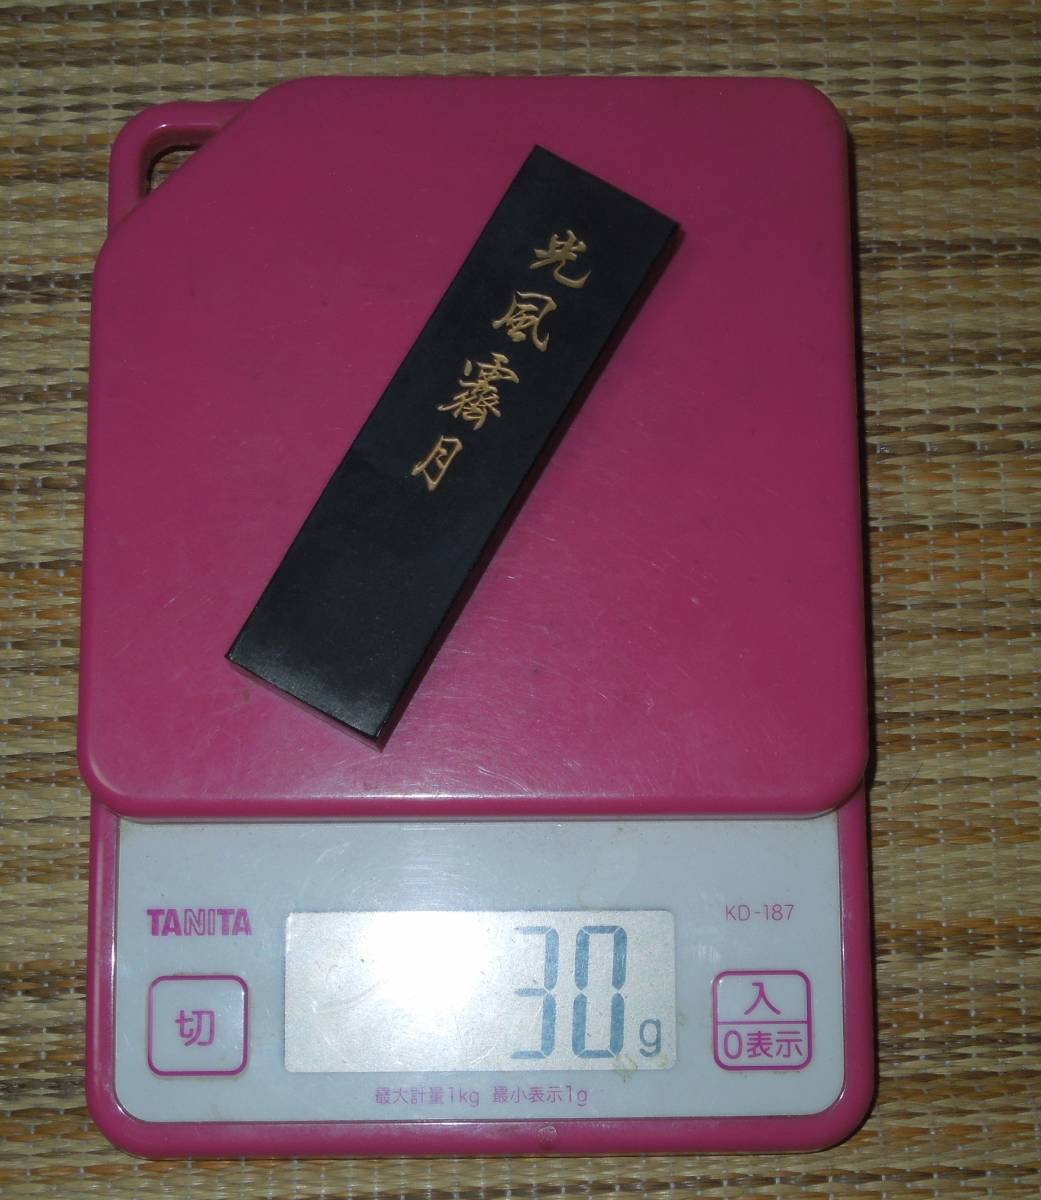 光風霽月
TANITA
KD-187
切
30g
入
0表示
最大計量1kg 最小表示1g